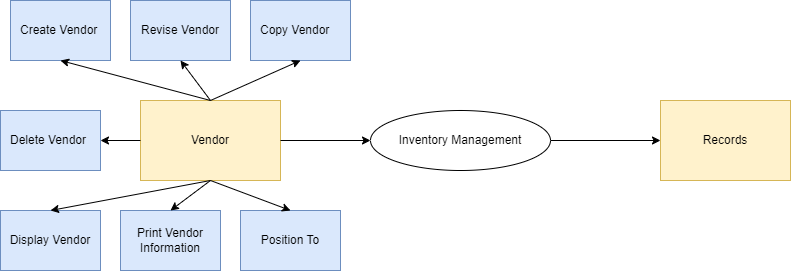 Create Vendor
Revise Vendor
Copy Vendor
Delete Vendor
Vendor
Inventory Management
Records
Display Vendor
Print Vendor
Information
Position To